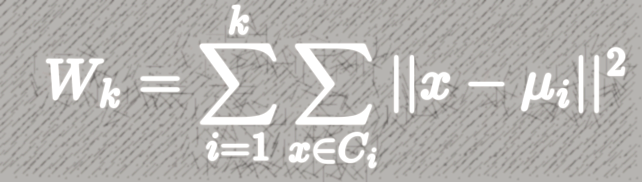 $W_k = \sum_{i=1}^{k} \sum_{x \in C_i} ||x - \mu_i||^2$